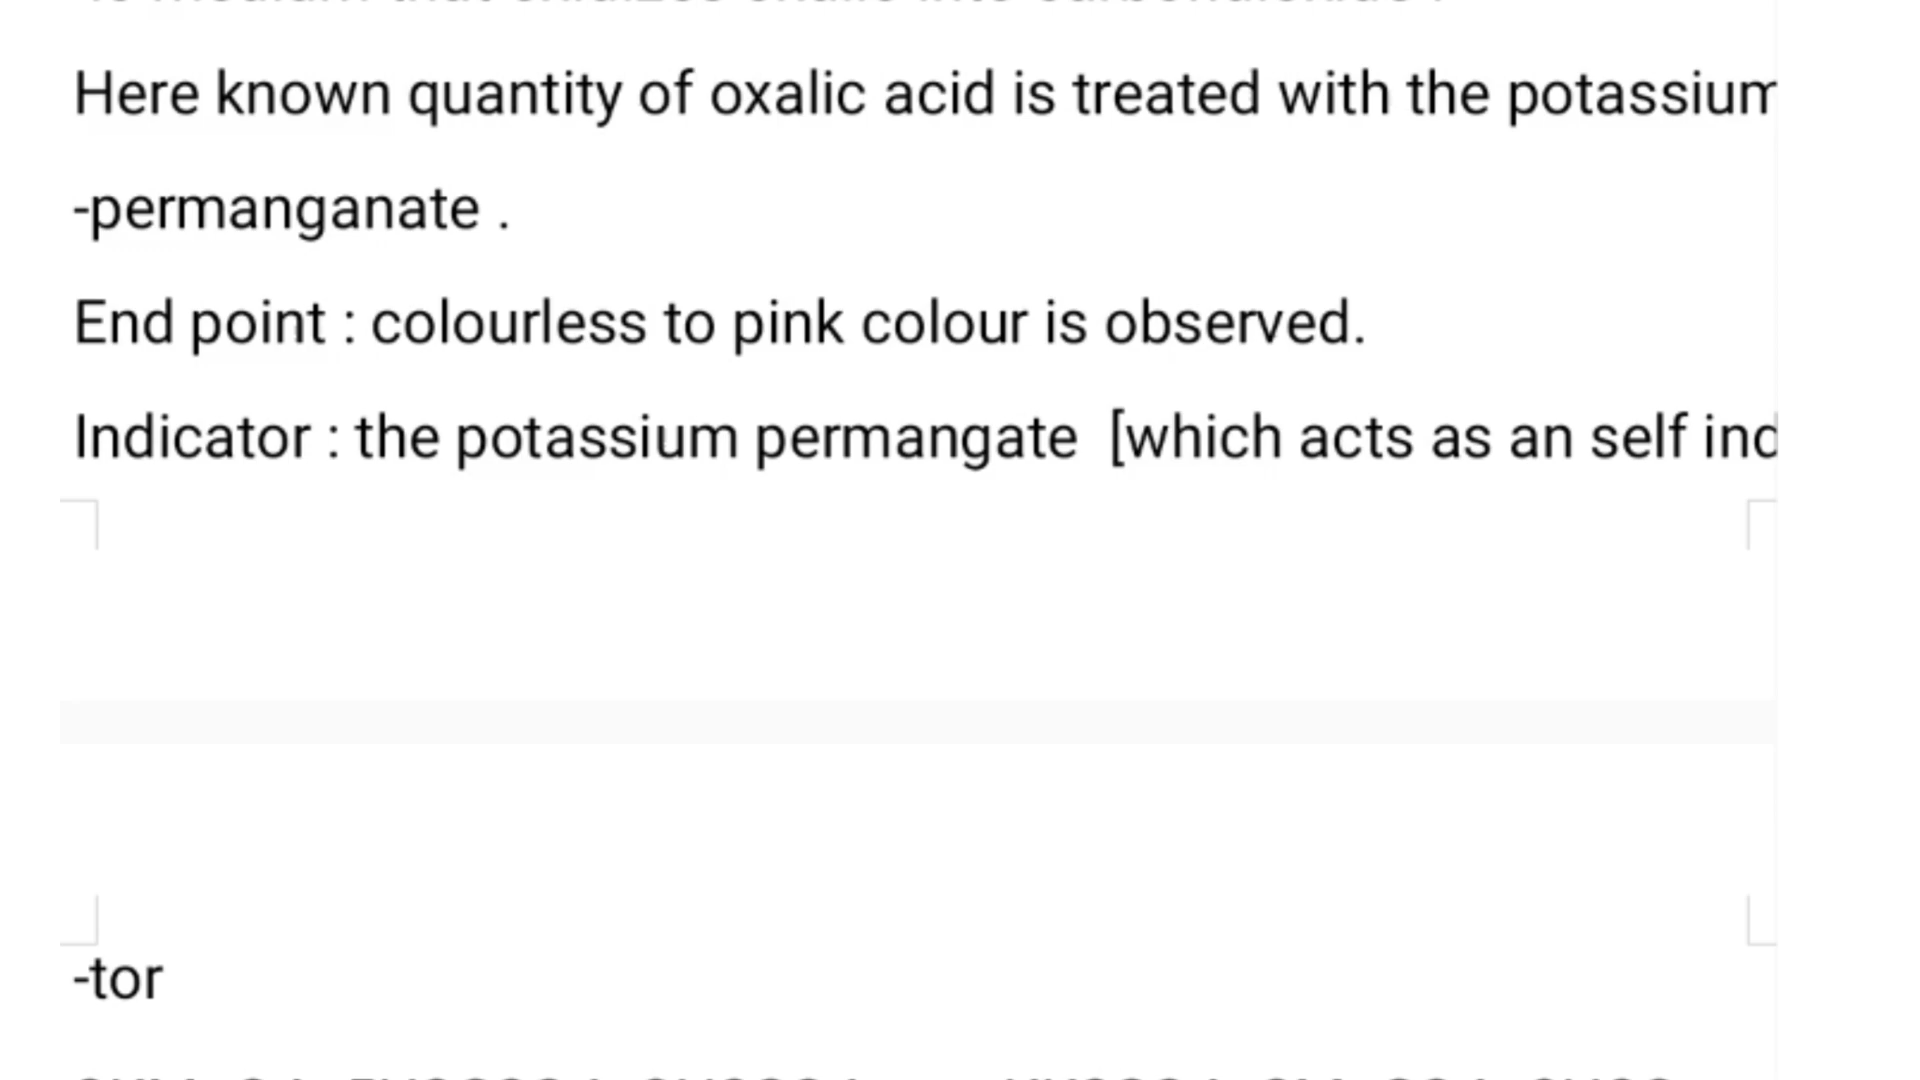 Here known quantity of oxalic acid is treated with the potassium
-permanganate .
End point : colourless to pink colour is observed.
Indicator : the potassium permangate [which acts as an self ind
-tor